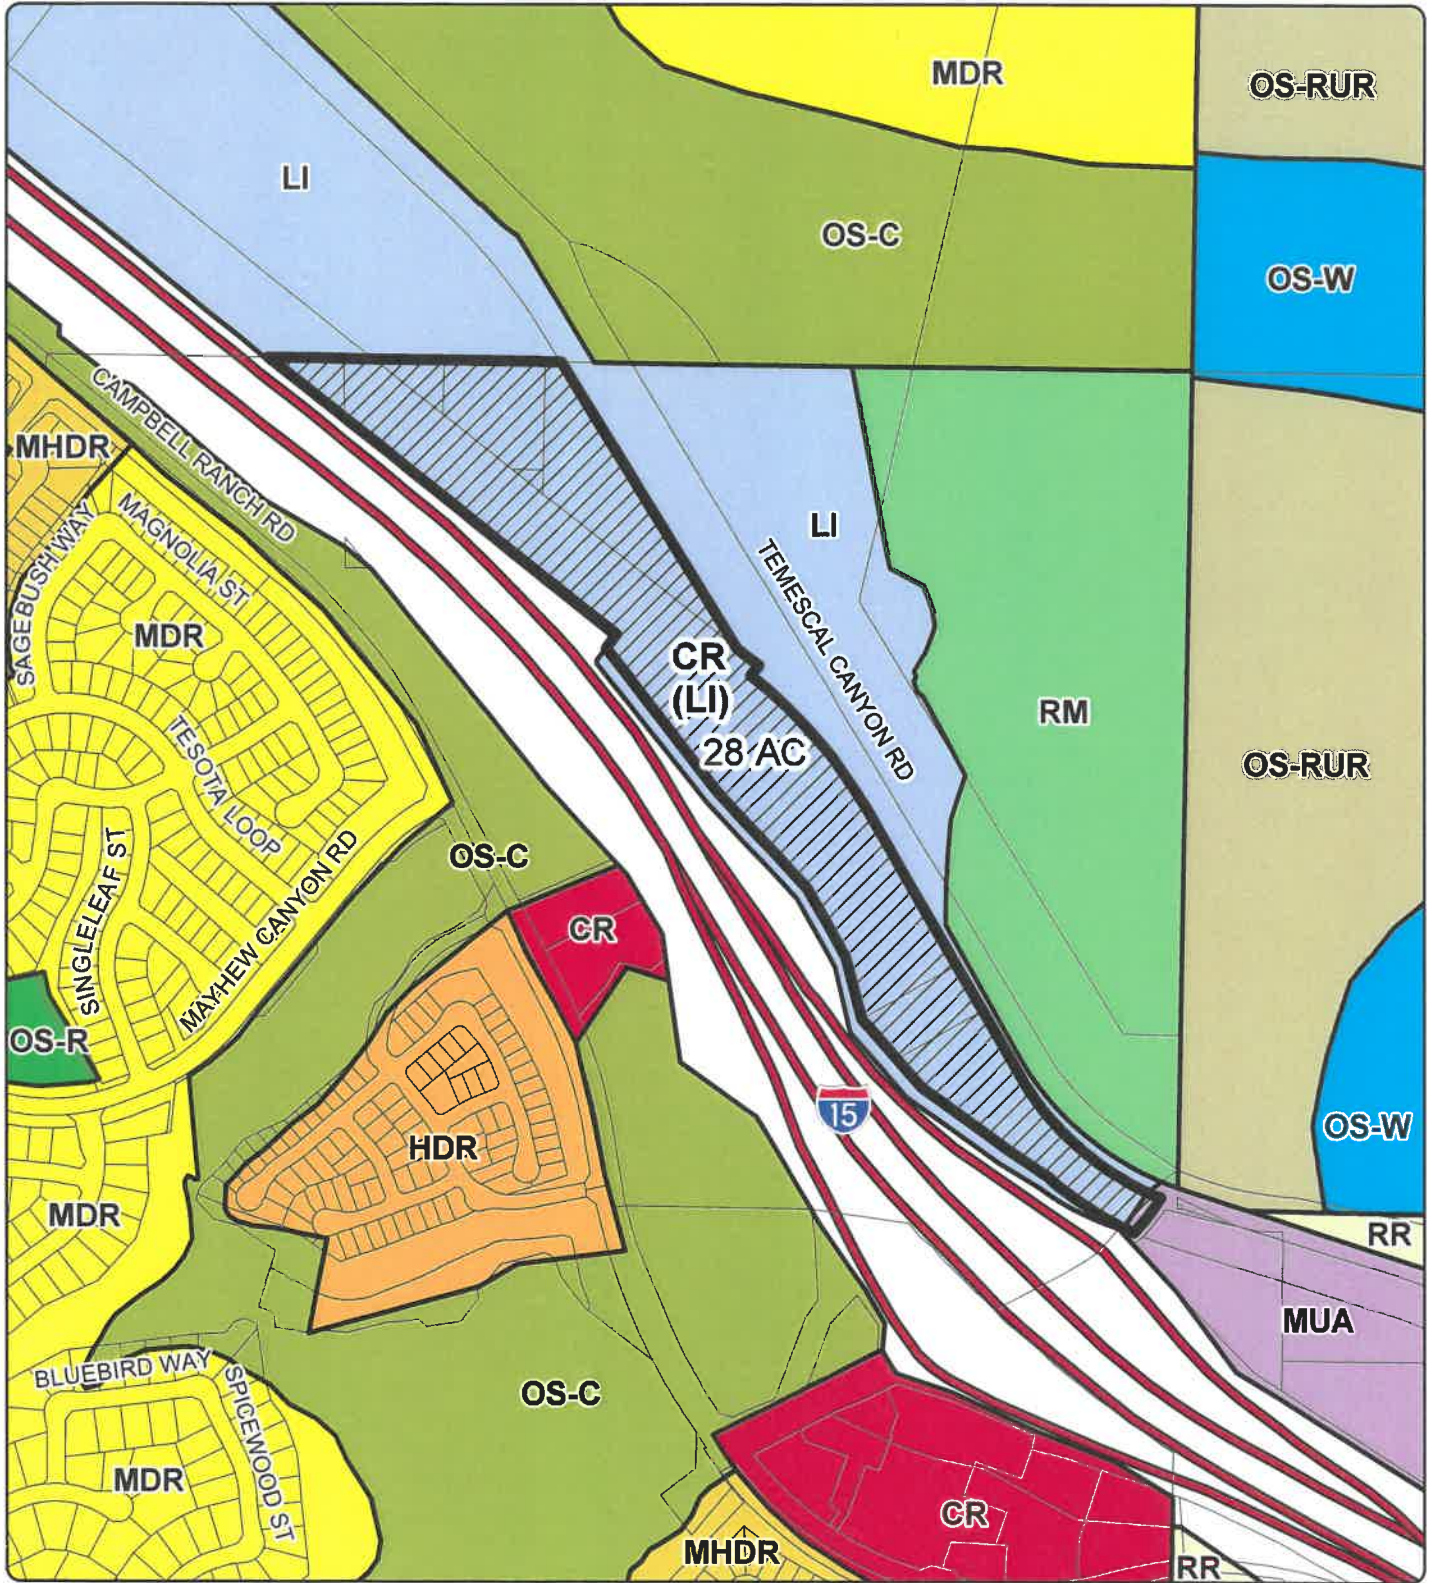 MDR
OS-RUR
LI
OS-C
OS-W
CAMPBELL RANCH RD
MHDR
MAGNOLIA ST
SAGEBUSH WAY
MDR
LI
TEMESCAL CANYON RD
CR
(LI)
28 AC
RM
OS-RUR
TESOTA LOOP
SINGLELEAF ST
MAYHEW CANYON RD
OS-C
CR
OS-R
15
OS-W
HDR
MDR
RR
MUA
BLUEBIRD WAY
SPICEWOOD ST
OS-C
MDR
CR
MHDR
RR